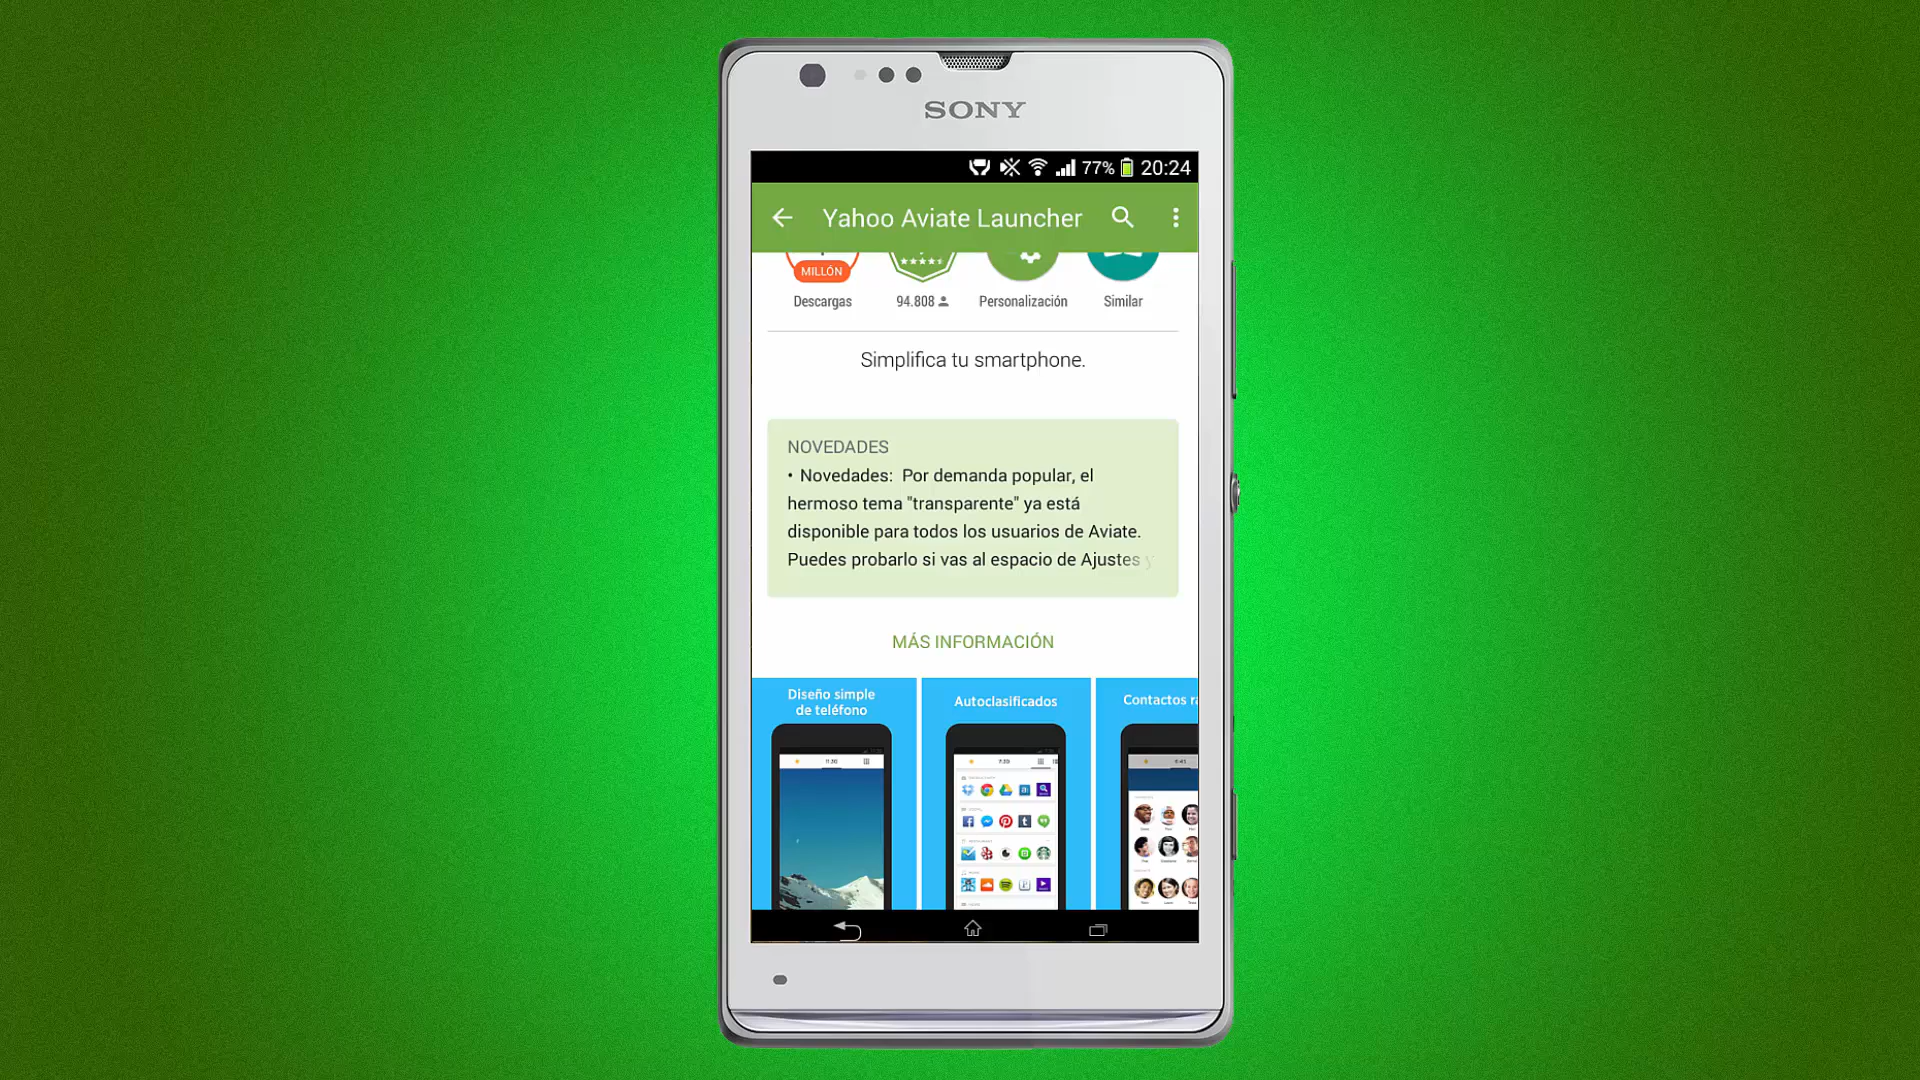 SONY
77% 20:24
Yahoo Aviate Launcher
MILLÓN
Descargas 94.808 Personalización Similar
Simplifica tu smartphone.
NOVEDADES
• Novedades: Por demanda popular, el
hermoso tema "transparente" ya está
disponible para todos los usuarios de Aviate.
Puedes probarlo si vas al espacio de Ajustes y
MÁS INFORMACIÓN
Diseño simple
de teléfono
Autoclasificados
Contactos